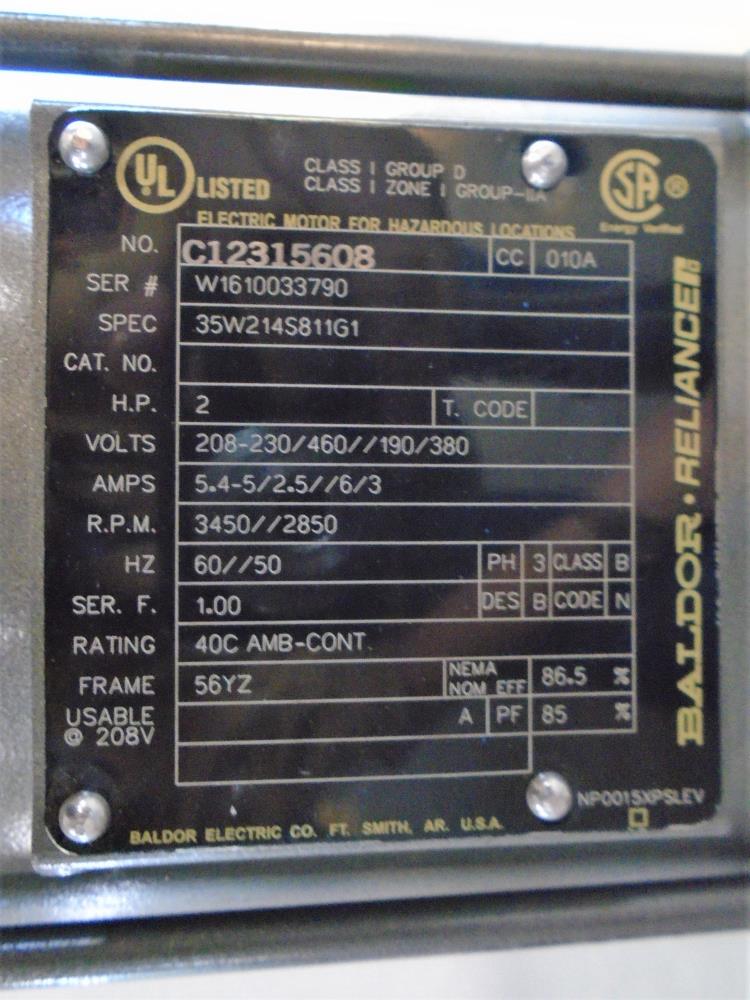 UL LISTED
CLASS I GROUP D
CLASS I ZONE I GROUP-IIA
SA ®
Energy Verified
ELECTRIC MOTOR FOR HAZARDOUS LOCATIONS
NO. C12315608 CC 010A
SER # W1610033790
SPEC 35W214S811G1
CAT. NO.
H.P. 2 T. CODE
VOLTS 208-230/460//190/380
AMPS 5.4-5/2.5//6/3
R.P.M. 3450//2850
HZ 60//50 PH 3 CLASS B
SER. F. 1.00 DES B CODE N
RATING 40C AMB-CONT
FRAME 56YZ NEMA NOM EFF 86.5 %
USABLE @ 208V A PF 85 %
NP0015XPSLEV
BALDOR ELECTRIC CO. FT. SMITH, AR. U.S.A.
BALDOR · RELIANCE